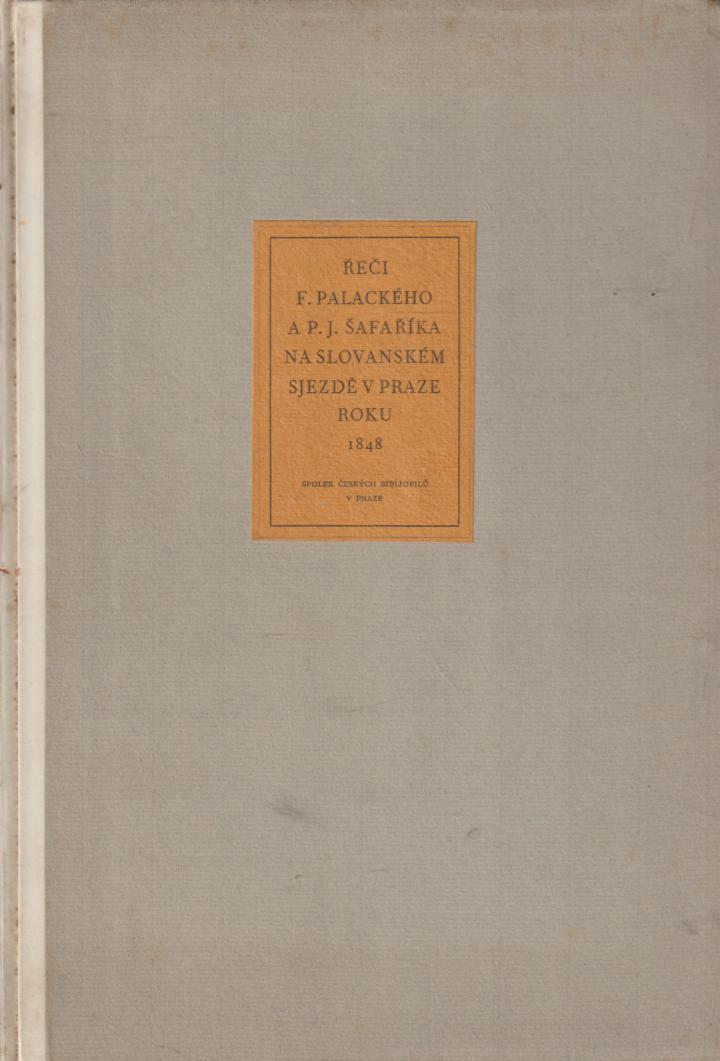 ŘEČI
F. PALACKÉHO
A P. J. ŠAFAŘÍKA
NA SLOVANSKÉM
SJEZDĚ V PRAZE
ROKU
1848
SPOLEK ČESKÝCH BIBLIOFILŮ
V PRAZE